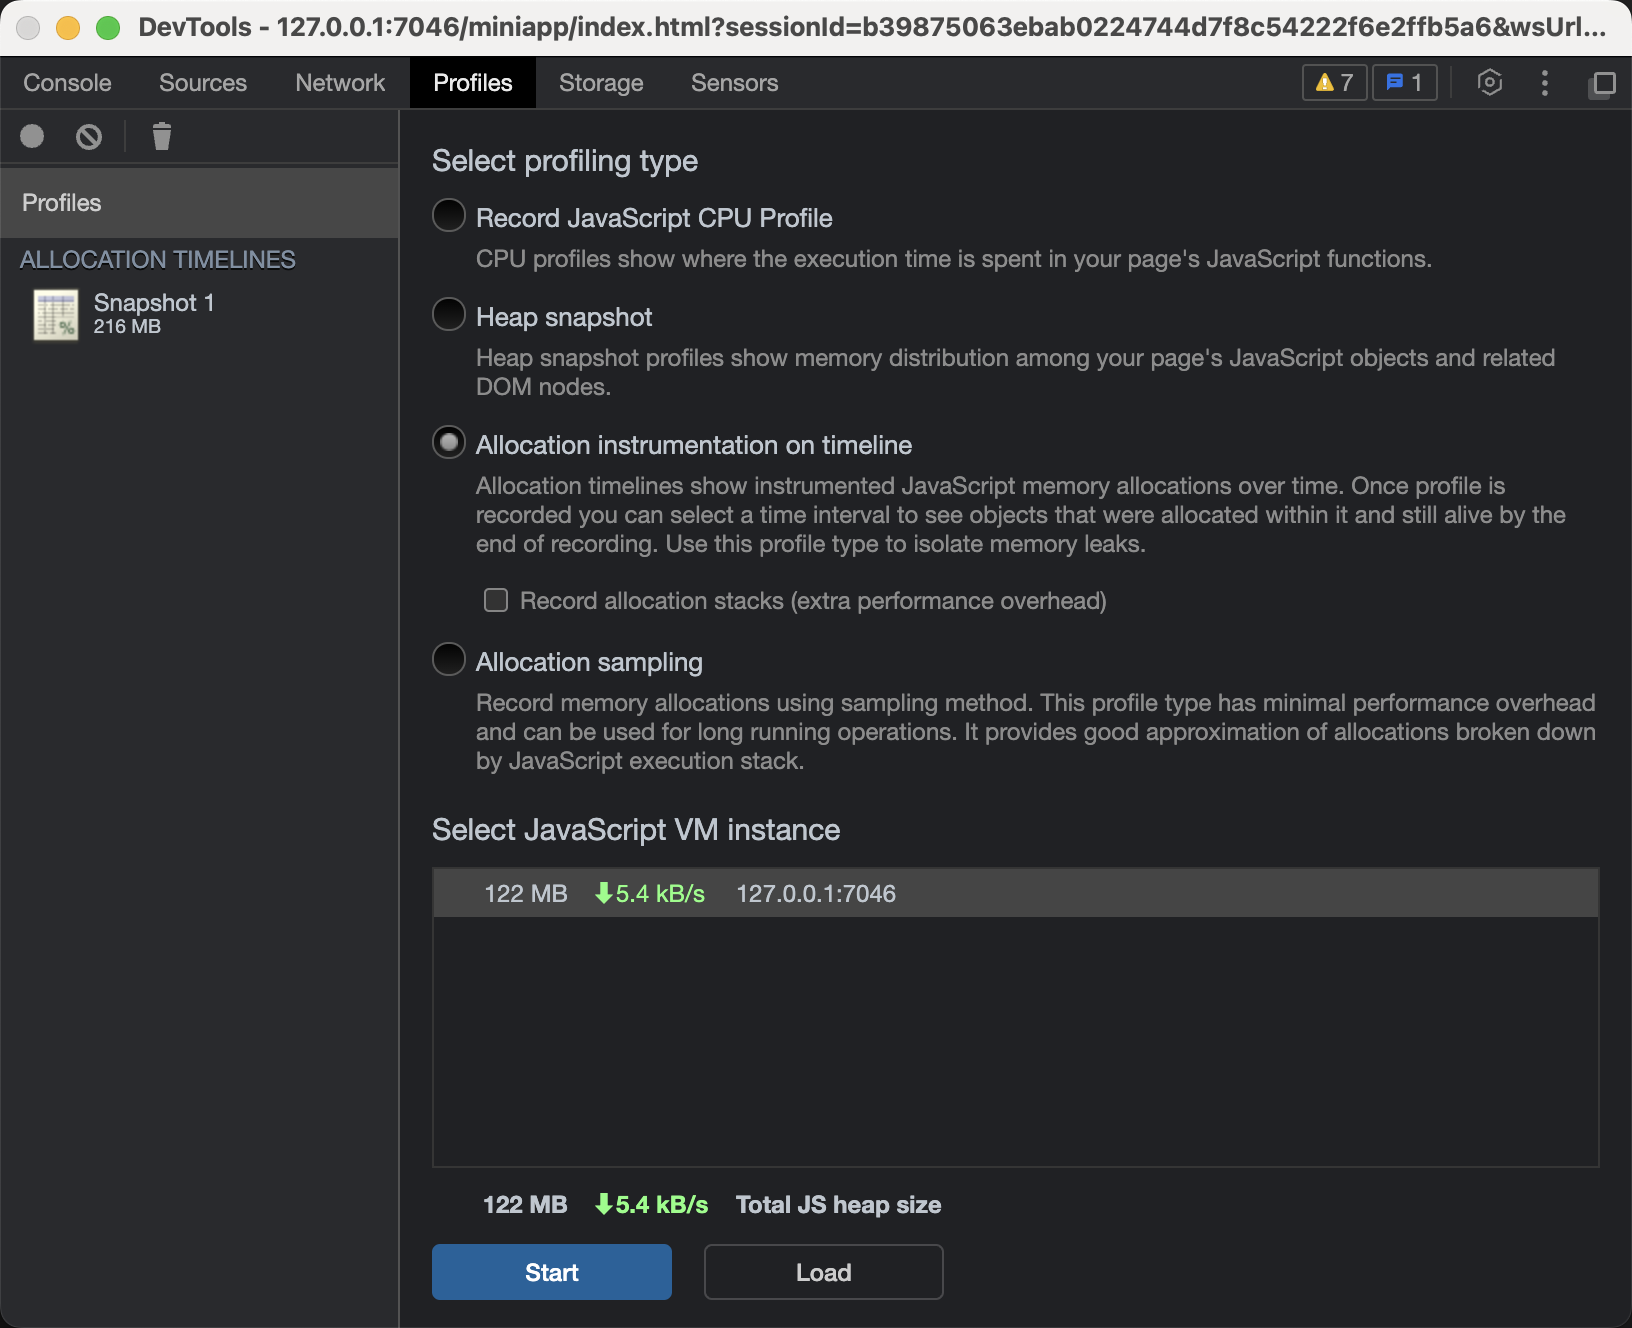 DevTools - 127.0.0.1:7046/miniapp/index.html?sessionId=b39875063ebab0224744d7f8c54222f6e2ffb5a6&wsUrl...
Console Sources Network Profiles Storage Sensors 7 1
Profiles
ALLOCATION TIMELINES
Snapshot 1
216 MB
Select profiling type
Record JavaScript CPU Profile
CPU profiles show where the execution time is spent in your page's JavaScript functions.
Heap snapshot
Heap snapshot profiles show memory distribution among your page's JavaScript objects and related
DOM nodes.
Allocation instrumentation on timeline
Allocation timelines show instrumented JavaScript memory allocations over time. Once profile is
recorded you can select a time interval to see objects that were allocated within it and still alive by the
end of recording. Use this profile type to isolate memory leaks.
Record allocation stacks (extra performance overhead)
Allocation sampling
Record memory allocations using sampling method. This profile type has minimal performance overhead
and can be used for long running operations. It provides good approximation of allocations broken down
by JavaScript execution stack.
Select JavaScript VM instance
122 MB 5.4 kB/s 127.0.0.1:7046
122 MB 5.4 kB/s Total JS heap size
Start Load